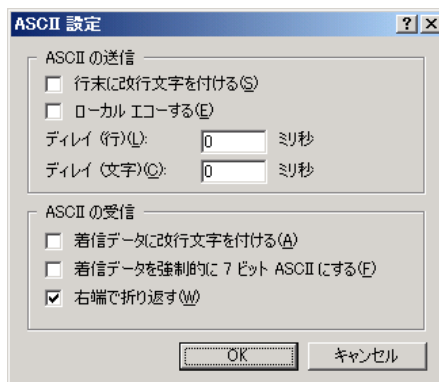 ASCII 設定
ASCII の送信
行末に改行文字を付ける(S)
ローカル エコーする(E)
ディレイ (行)(L): 0 ミリ秒
ディレイ (文字)(C): 0 ミリ秒
ASCII の受信
着信データに改行文字を付ける(A)
着信データを強制的に 7 ビット ASCII にする(F)
右端で折り返す(W)
OK キャンセル